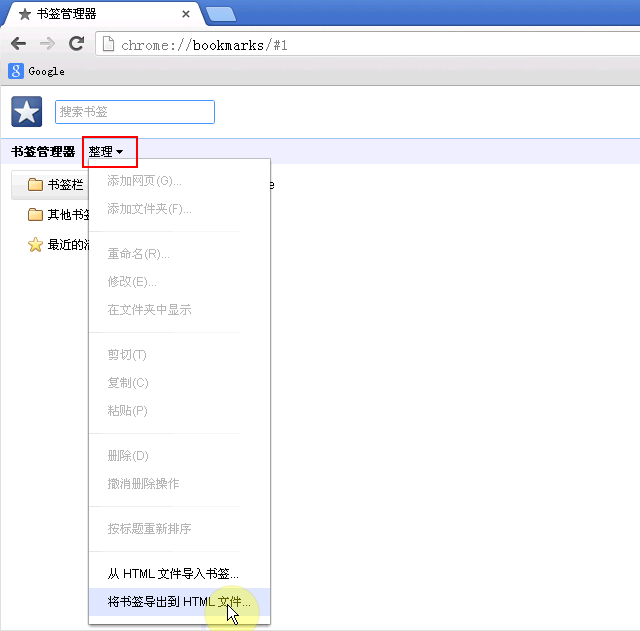 书签管理器
chrome://bookmarks/#1
Google
搜索书签
书签管理器 整理
书签栏
其他书签
最近的
添加网页(G)...
添加文件夹(F)...
重命名(R)...
修改(E)...
在文件夹中显示
剪切(T)
复制(C)
粘贴(P)
删除(D)
撤消删除操作
按标题重新排序
从 HTML 文件导入书签...
将书签导出到 HTML 文件...